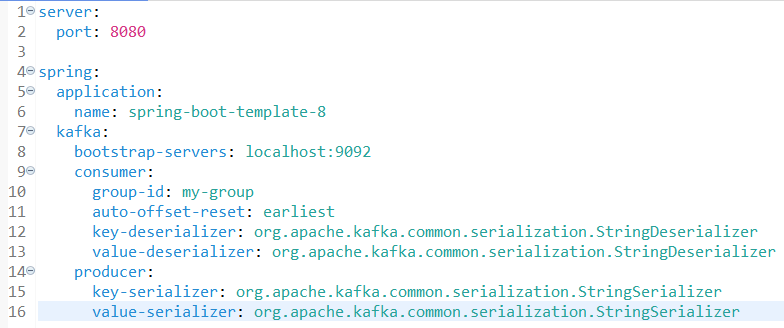 1 server:
2   port: 8080
3
4 spring:
5   application:
6     name: spring-boot-template-8
7   kafka:
8     bootstrap-servers: localhost:9092
9     consumer:
10       group-id: my-group
11       auto-offset-reset: earliest
12       key-deserializer: org.apache.kafka.common.serialization.StringDeserializer
13       value-deserializer: org.apache.kafka.common.serialization.StringDeserializer
14     producer:
15       key-serializer: org.apache.kafka.common.serialization.StringSerializer
16       value-serializer: org.apache.kafka.common.serialization.StringSerializer